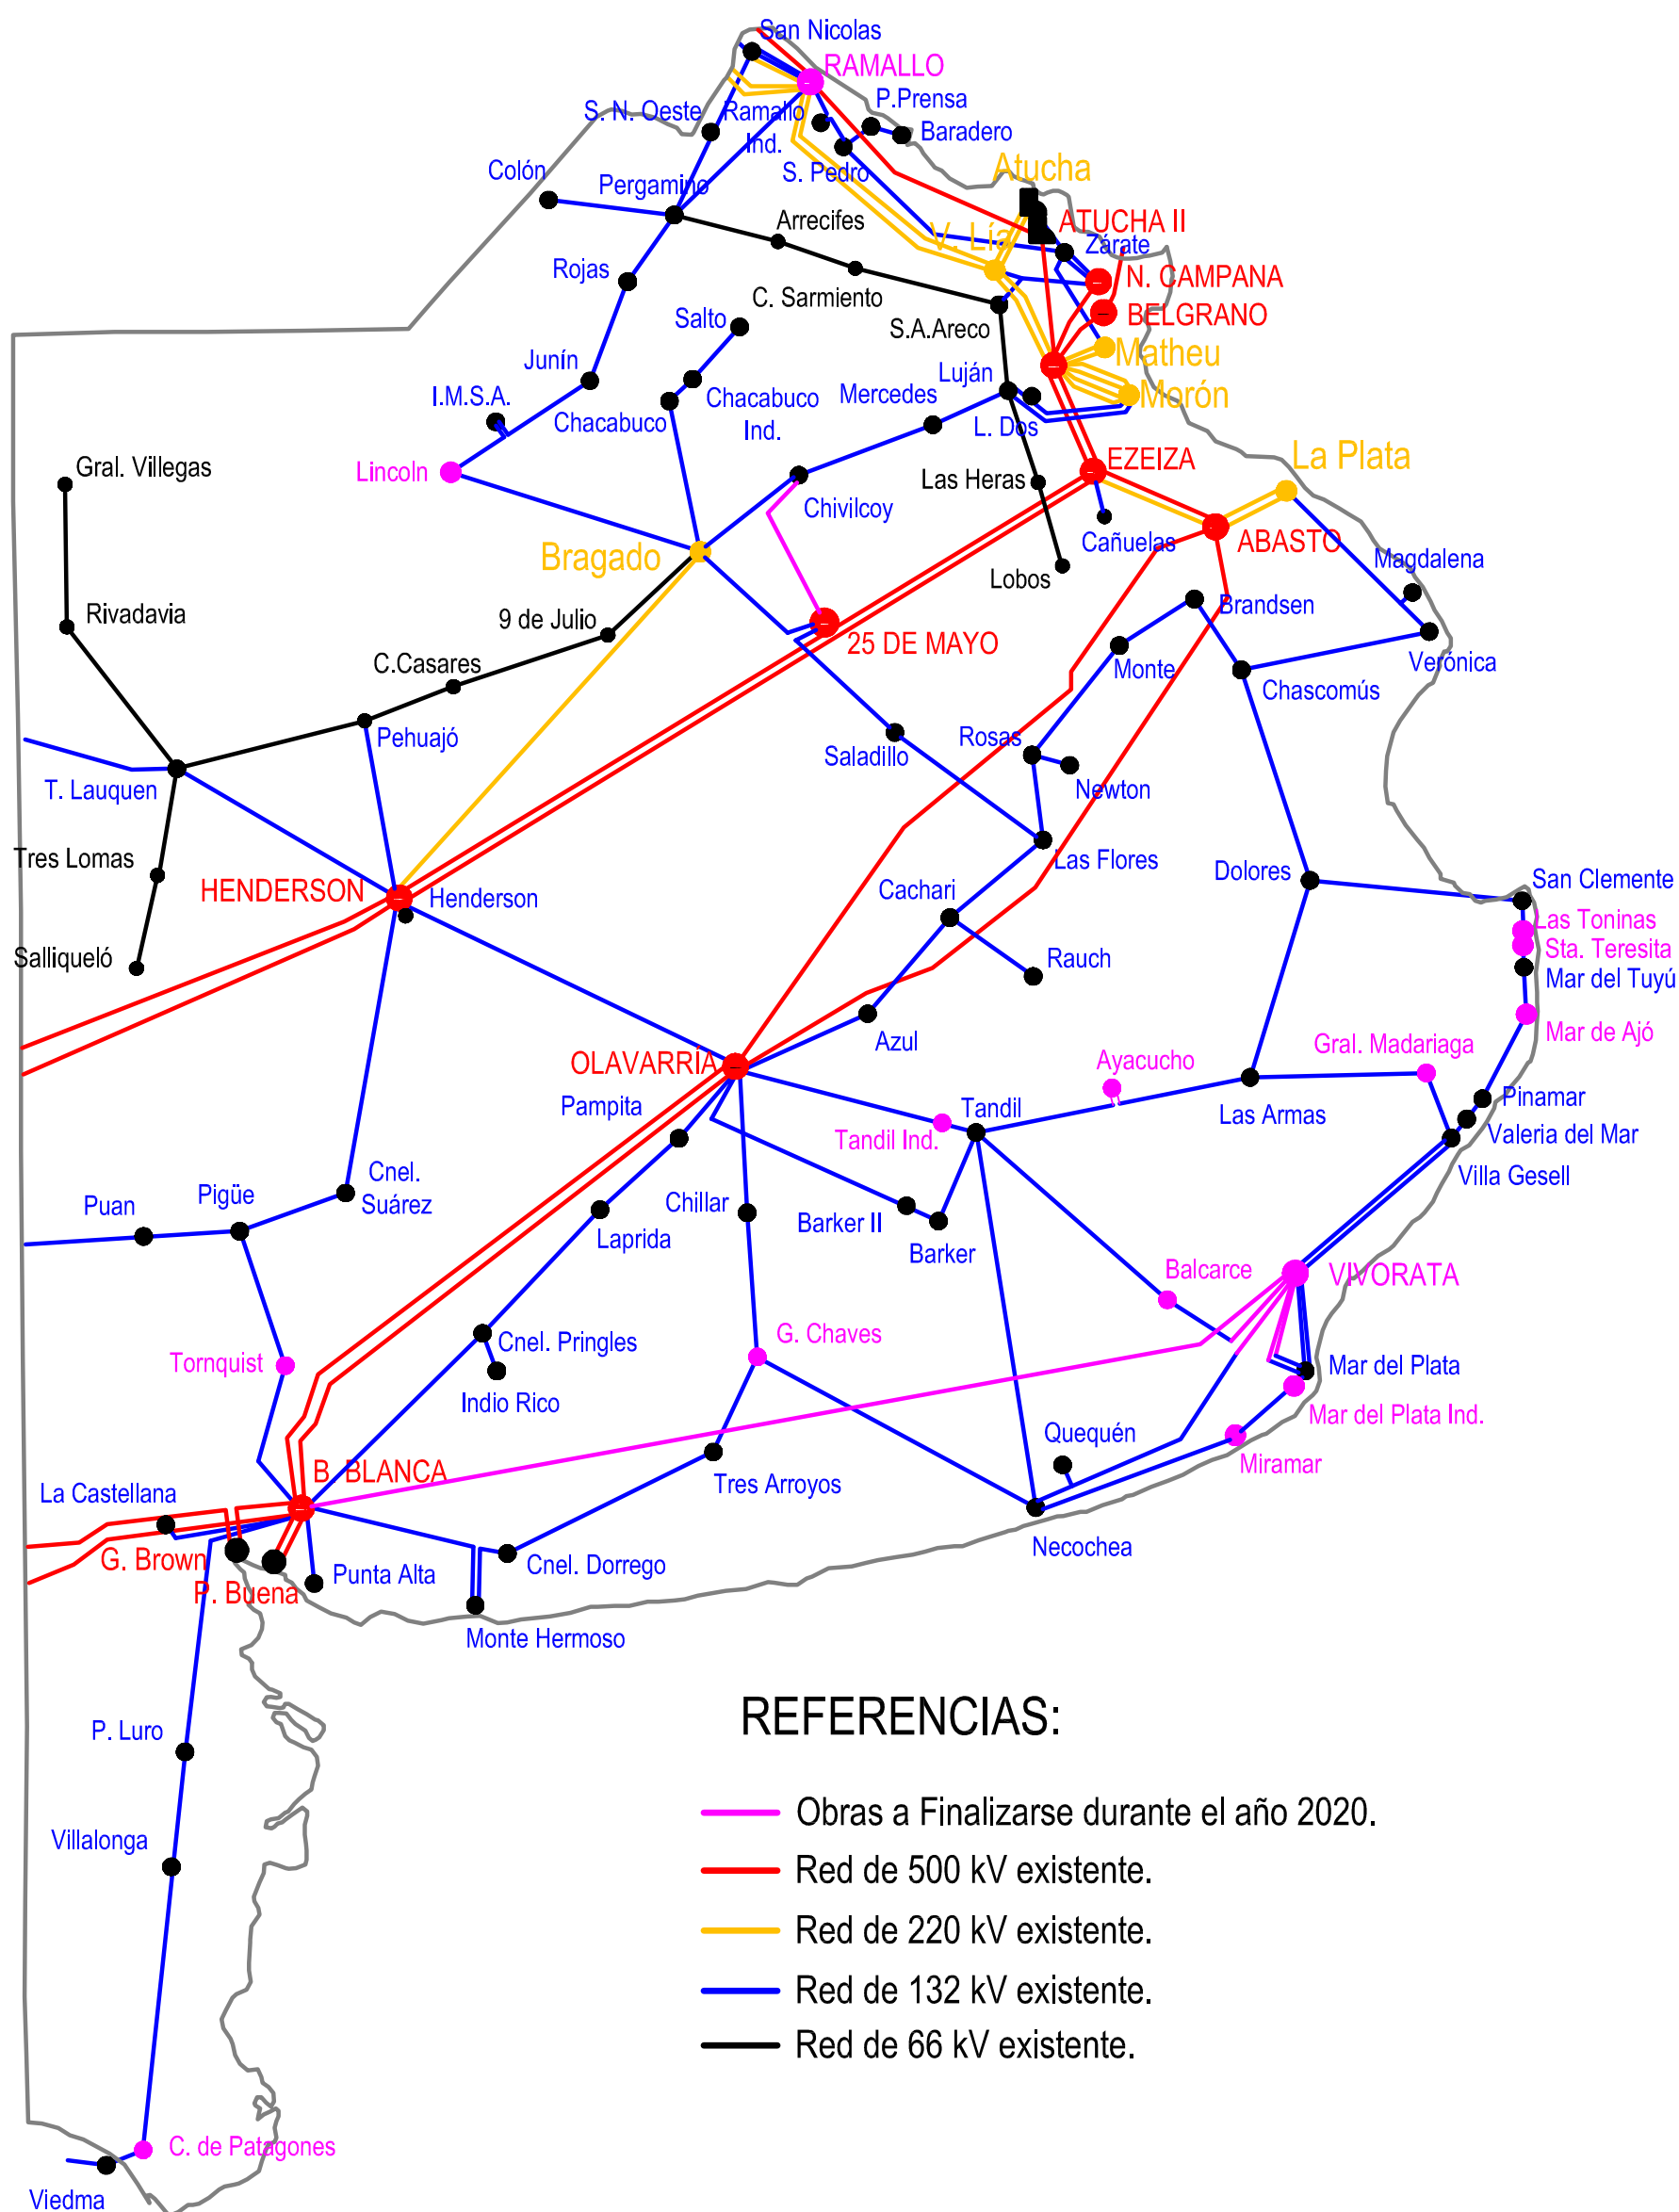 San Nicolas
RAMALLO
P.Prensa
S. N. Oeste
Ramallo
Ind.
Baradero
S. Pedro
Atucha
Colón
Pergamino
Arrecifes
ATUCHA II
V. Lía
Zárate
Rojas
N. CAMPANA
C. Sarmiento
BELGRANO
Salto
S.A.Areco
Matheu
Junín
Luján
Morón
I.M.S.A.
Chacabuco
Chacabuco
Ind.
Mercedes
L. Dos
Lincoln
Gral. Villegas
EZEIZA
La Plata
Las Heras
Chivilcoy
Cañuelas
ABASTO
Bragado
Lobos
Magdalena
Rivadavia
9 de Julio
Brandsen
25 DE MAYO
C.Casares
Monte
Verónica
Chascomús
Pehuajó
Saladillo
Rosas
T. Lauquen
Newton
Tres Lomas
Las Flores
Dolores
San Clemente
HENDERSON
Henderson
Cachari
Las Toninas
Sta. Teresita
Salliqueló
Rauch
Mar del Tuyú
Azul
Mar de Ajó
OLAVARRÍA
Ayacucho
Gral. Madariaga
Pampita
Tandil
Las Armas
Pinamar
Tandil Ind.
Valeria del Mar
Cnel.
Suárez
Villa Gesell
Puan
Pigüe
Chillar
Laprida
Barker II
Barker
Balcarce
VIVORATA
Tornquist
Cnel. Pringles
G. Chaves
Mar del Plata
Indio Rico
Mar del Plata Ind.
Quequén
B. BLANCA
Miramar
La Castellana
Tres Arroyos
Necochea
G. Brown
P. Buena
Punta Alta
Cnel. Dorrego
Monte Hermoso
REFERENCIAS:
P. Luro
Obras a Finalizarse durante el año 2020.
Villalonga
Red de 500 kV existente.
Red de 220 kV existente.
Red de 132 kV existente.
Red de 66 kV existente.
C. de Patagones
Viedma